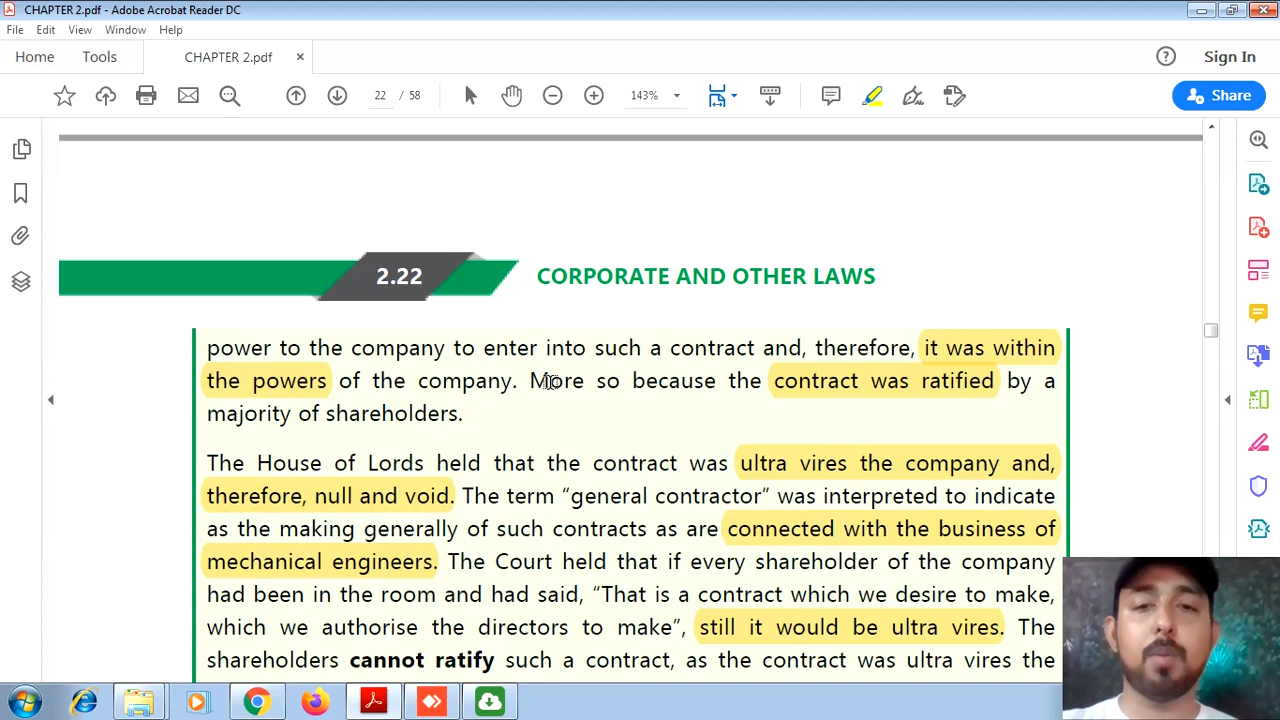 CHAPTER 2.pdf - Adobe Acrobat Reader DC
File Edit View Window Help
Home Tools CHAPTER 2.pdf × Sign In
22 / 58 143% Share
2.22 CORPORATE AND OTHER LAWS
power to the company to enter into such a contract and, therefore, it was within
the powers of the company. More so because the contract was ratified by a
majority of shareholders.
The House of Lords held that the contract was ultra vires the company and,
therefore, null and void. The term “general contractor” was interpreted to indicate
as the making generally of such contracts as are connected with the business of
mechanical engineers. The Court held that if every shareholder of the company
had been in the room and had said, “That is a contract which we desire to make,
which we authorise the directors to make”, still it would be ultra vires. The
shareholders cannot ratify such a contract, as the contract was ultra vires the